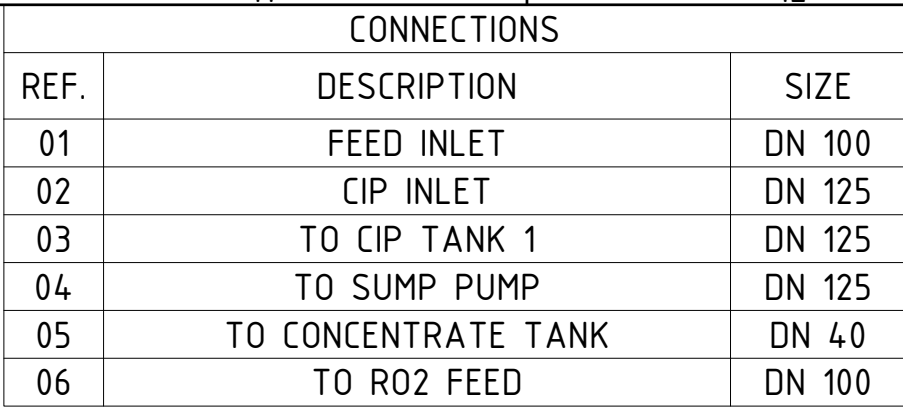 CONNECTIONS
REF. DESCRIPTION SIZE
01 FEED INLET DN 100
02 CIP INLET DN 125
03 TO CIP TANK 1 DN 125
04 TO SUMP PUMP DN 125
05 TO CONCENTRATE TANK DN 40
06 TO RO2 FEED DN 100